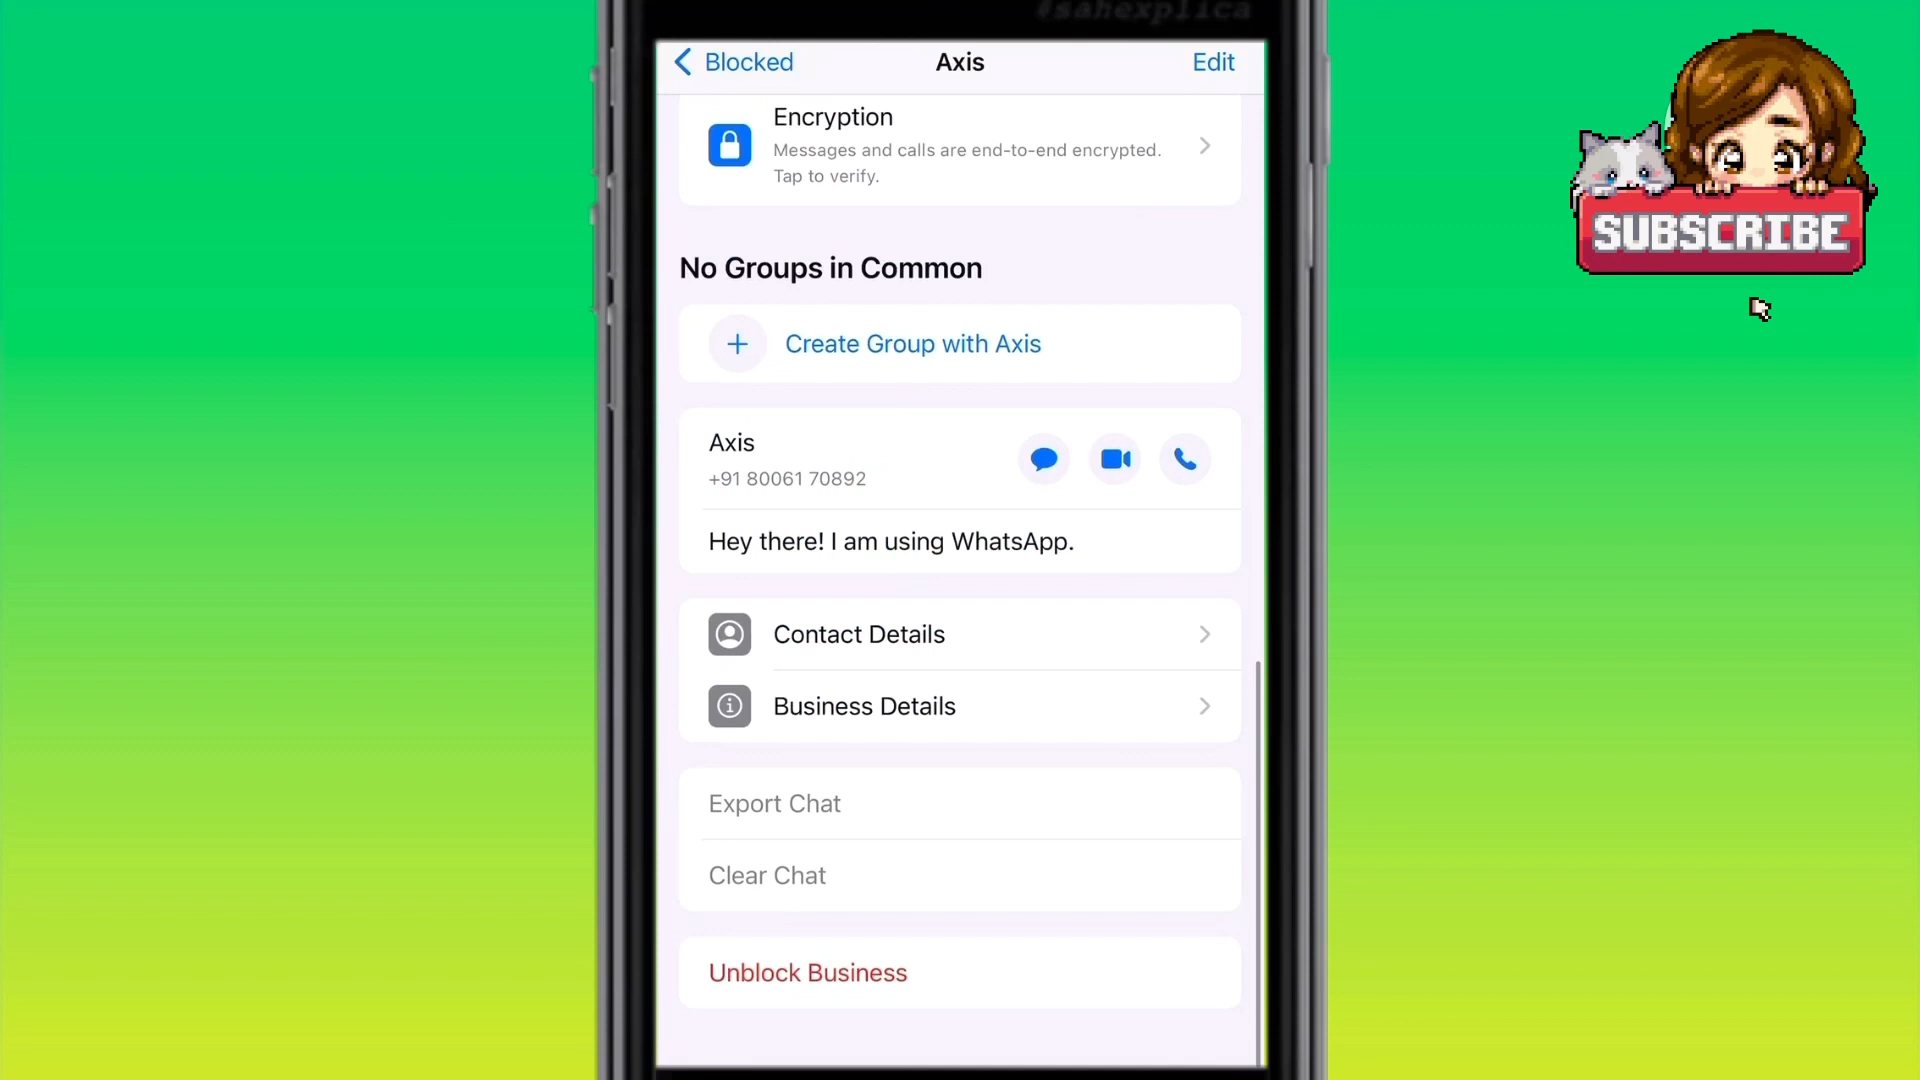 #sahexplica
Blocked
Axis
Edit
Encryption
Messages and calls are end-to-end encrypted.
Tap to verify.
SUBSCRIBE
No Groups in Common
Create Group with Axis
Axis
+91 80061 70892
Hey there! I am using WhatsApp.
Contact Details
Business Details
Export Chat
Clear Chat
Unblock Business